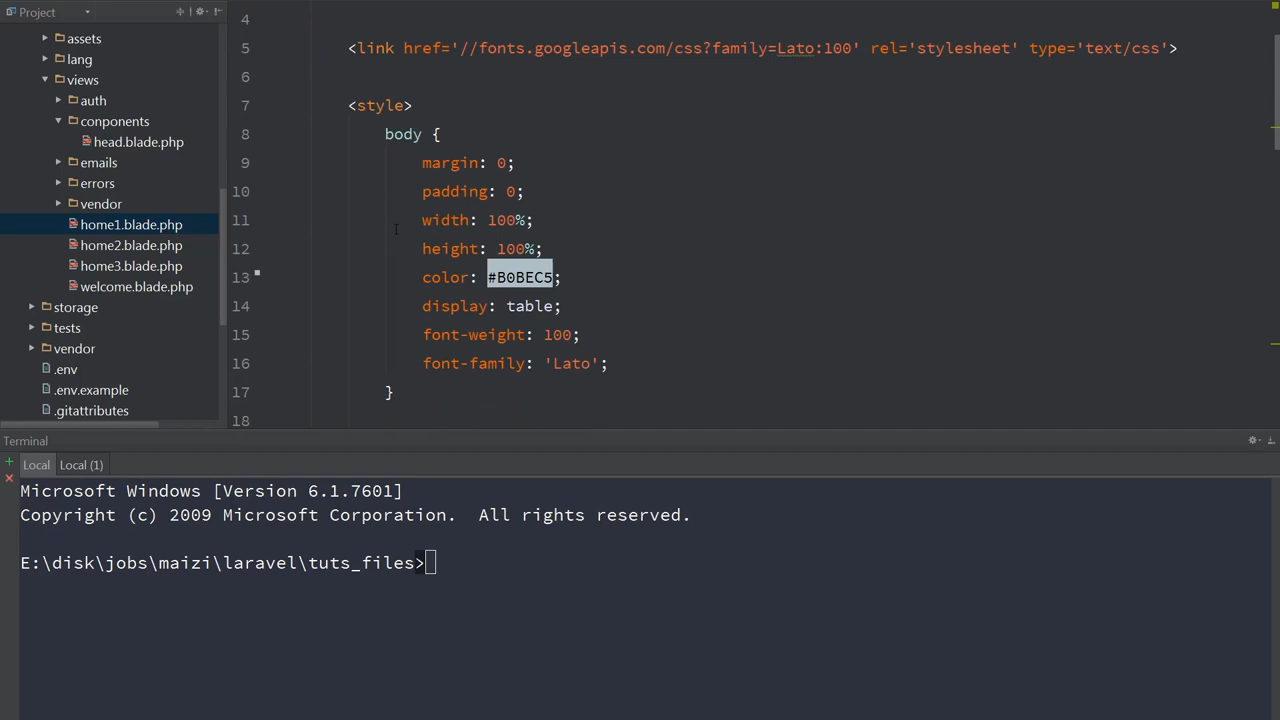 Project
assets
lang
views
auth
conponents
head.blade.php
emails
errors
vendor
home1.blade.php
home2.blade.php
home3.blade.php
welcome.blade.php
storage
tests
vendor
.env
.env.example
.gitattributes
4
5 <link href='//fonts.googleapis.com/css?family=Lato:100' rel='stylesheet' type='text/css'>
6
7 <style>
8 body {
9 margin: 0;
10 padding: 0;
11 width: 100%;
12 height: 100%;
13 color: #B0BEC5;
14 display: table;
15 font-weight: 100;
16 font-family: 'Lato';
17 }
18
Terminal
Local Local (1)
Microsoft Windows [Version 6.1.7601]
Copyright (c) 2009 Microsoft Corporation. All rights reserved.
E:\disk\jobs\maizi\laravel\tuts_files>